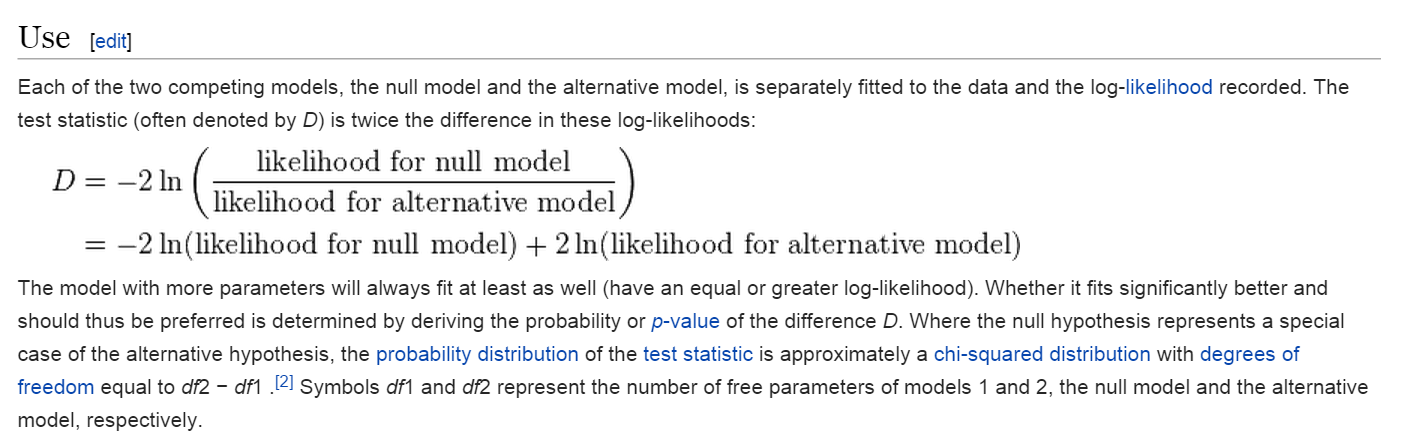 Use [edit]
Each of the two competing models, the null model and the alternative model, is separately fitted to the data and the log-likelihood recorded. The
test statistic (often denoted by D) is twice the difference in these log-likelihoods:
D = −2 ln ( likelihood for null model / likelihood for alternative model )
= −2 ln(likelihood for null model) + 2 ln(likelihood for alternative model)
The model with more parameters will always fit at least as well (have an equal or greater log-likelihood). Whether it fits significantly better and
should thus be preferred is determined by deriving the probability or p-value of the difference D. Where the null hypothesis represents a special
case of the alternative hypothesis, the probability distribution of the test statistic is approximately a chi-squared distribution with degrees of
freedom equal to df2 − df1 .[2] Symbols df1 and df2 represent the number of free parameters of models 1 and 2, the null model and the alternative
model, respectively.